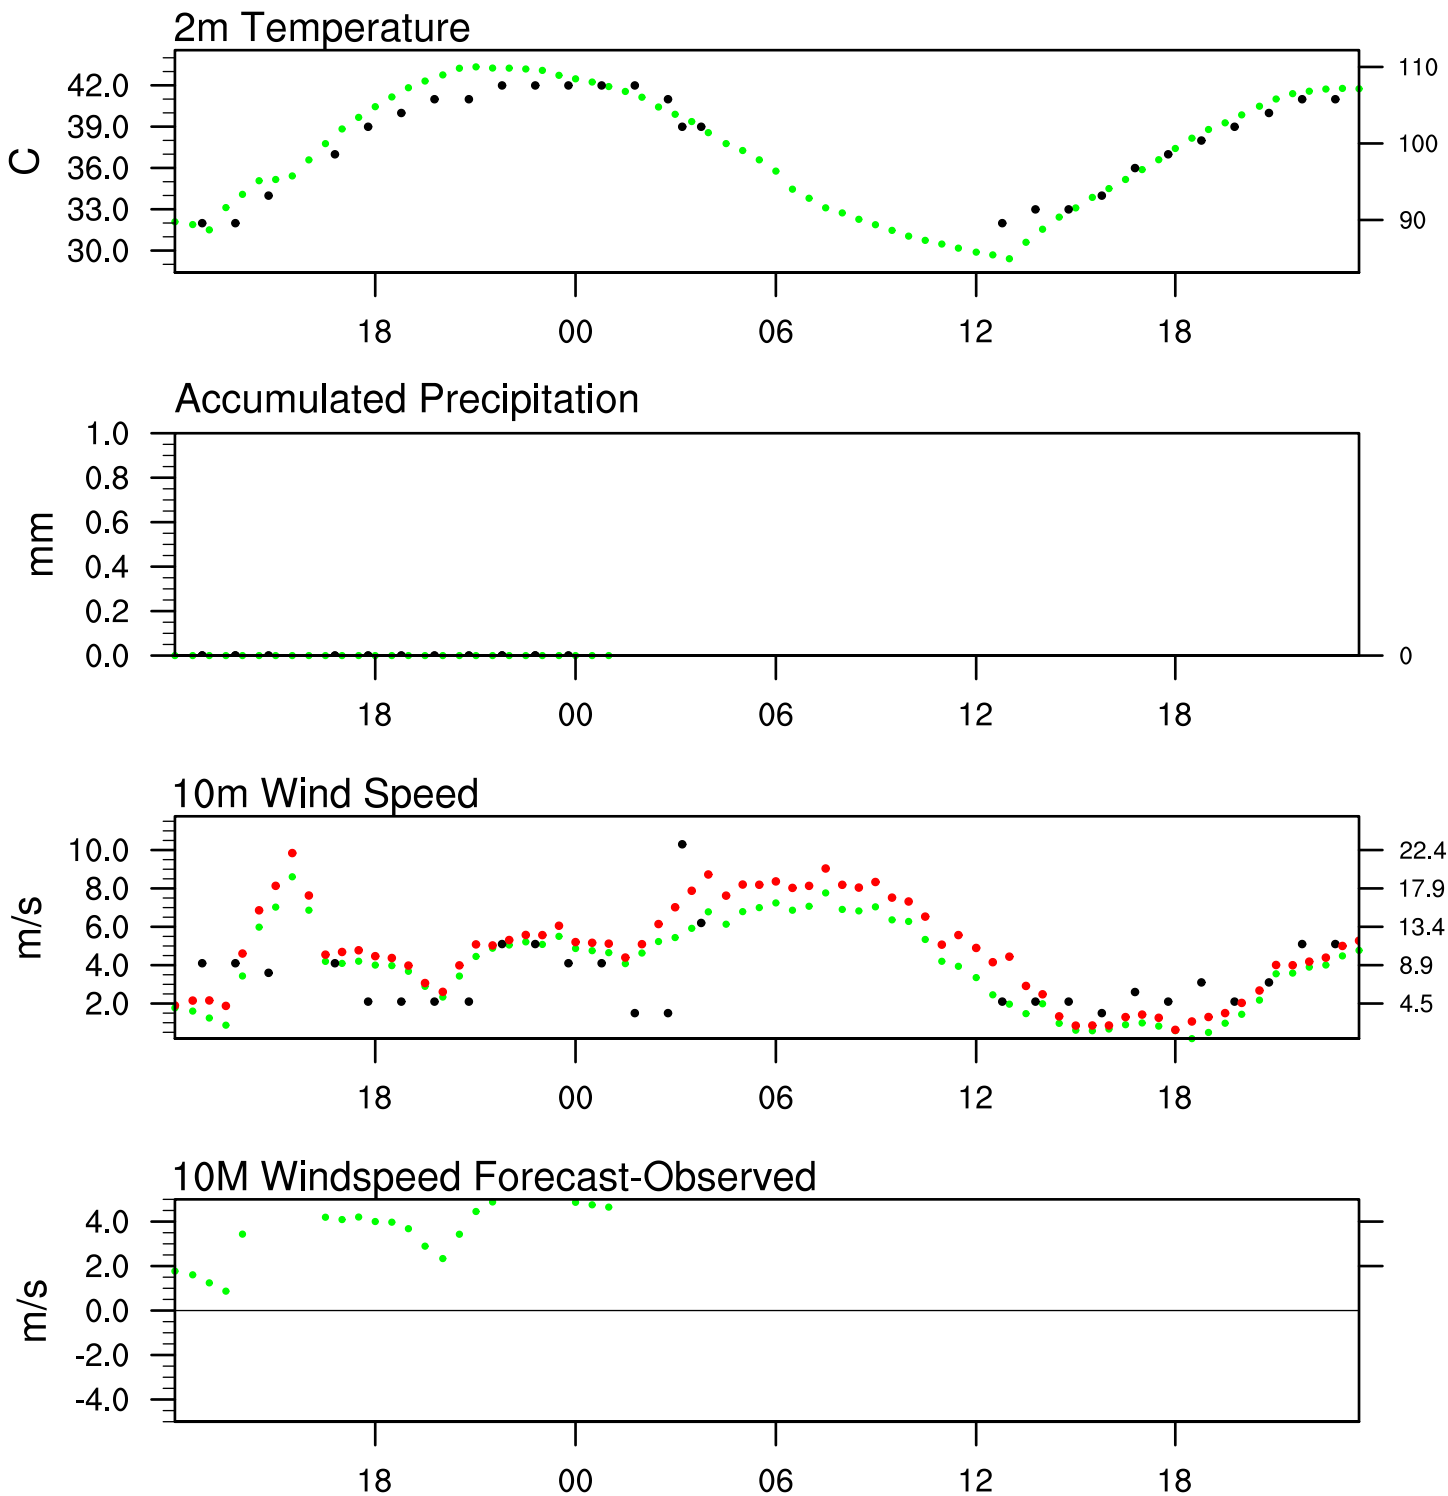 2m Temperature
42.0
39.0
36.0
33.0
30.0
C
110
100
90
18 00 06 12 18
Accumulated Precipitation
1.0
0.8
0.6
0.4
0.2
0.0
mm
0
18 00 06 12 18
10m Wind Speed
10.0
8.0
6.0
4.0
2.0
m/s
22.4
17.9
13.4
8.9
4.5
18 00 06 12 18
10M Windspeed Forecast-Observed
4.0
2.0
0.0
-2.0
-4.0
m/s
18 00 06 12 18